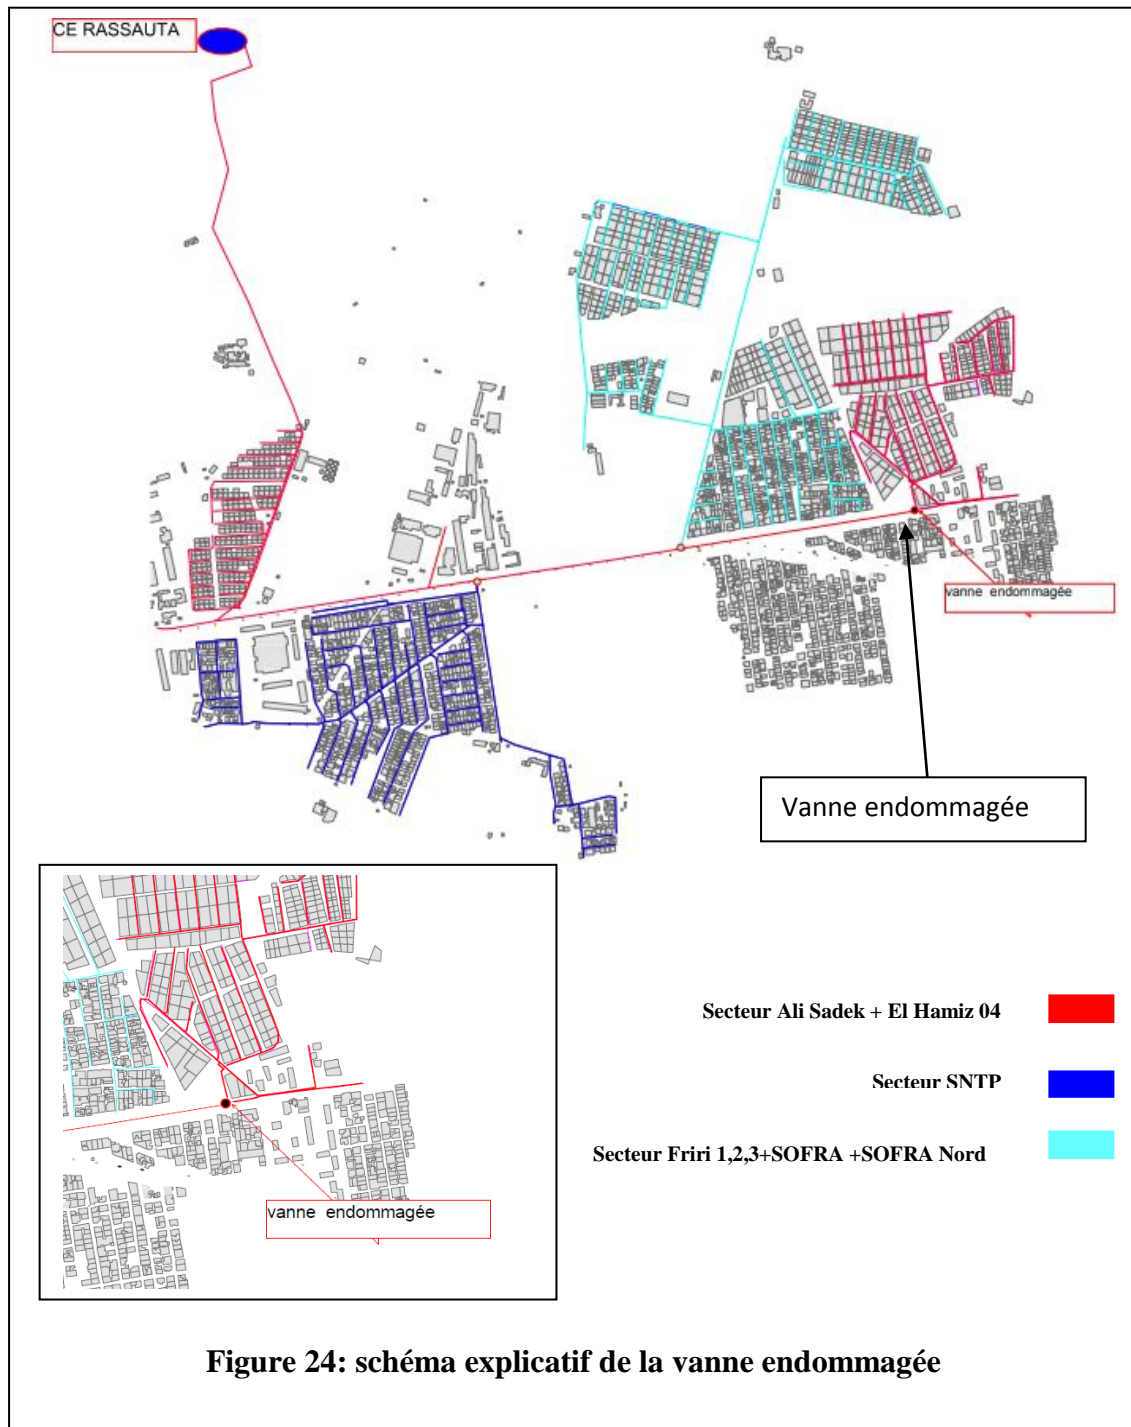 CE RASSAUTA
vanne endommagée
Vanne endommagée
vanne endommagée
Secteur Ali Sadek + El Hamiz 04
Secteur SNTP
Secteur Friri 1,2,3+SOFRA +SOFRA Nord
Figure 24: schéma explicatif de la vanne endommagée